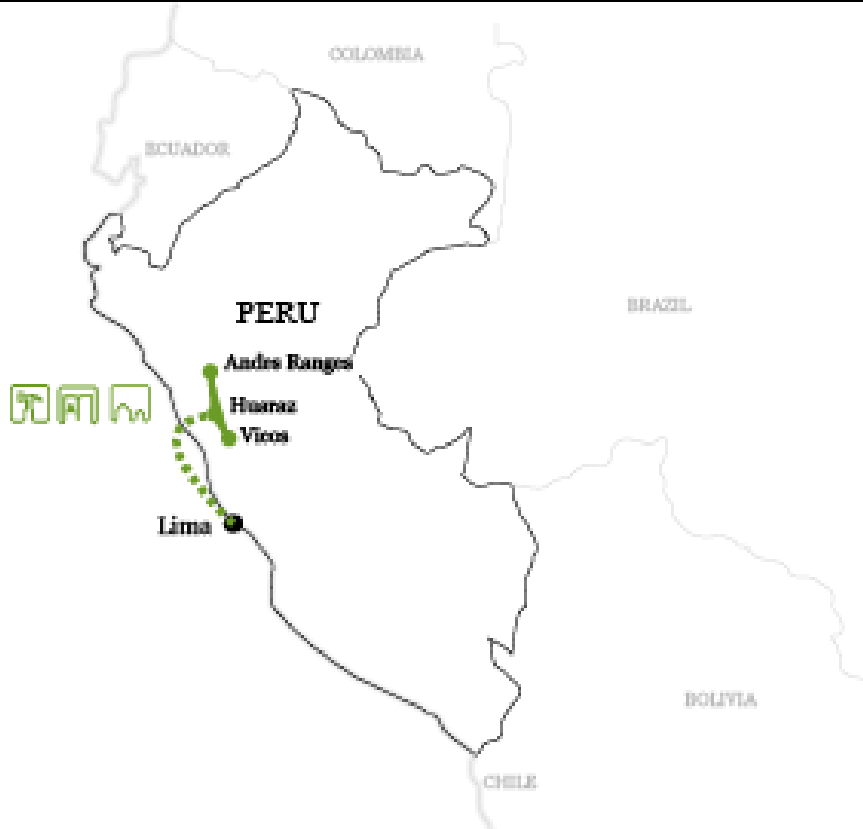 COLOMBIA
ECUADOR
PERU
BRAZIL
Andes Ranges
Huaraz
Vicos
Lima
BOLIVIA
CHILE